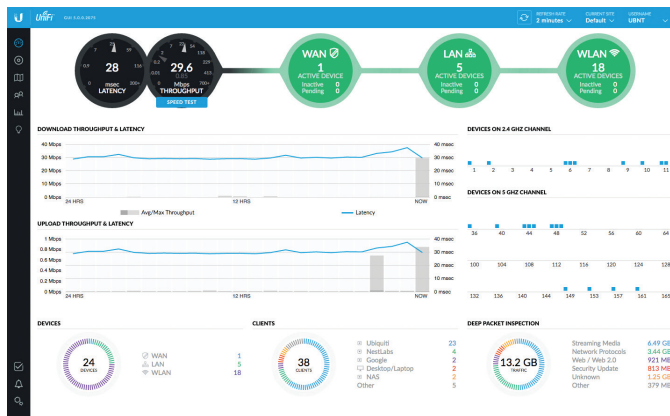 UniFi
REFRESH RATE
2 minutes
CURRENT SITE
Default
USERNAME
UBNT
28
msec
LATENCY
29.6
0.83
Mbps
THROUGHPUT
SPEED TEST
WAN
1
ACTIVE DEVICE
Inactive 0
Pending 0
LAN
5
ACTIVE DEVICES
Inactive 0
Pending 0
WLAN
18
ACTIVE DEVICES
Inactive 0
Pending 0
DOWNLOAD THROUGHPUT & LATENCY
40 Mbps
30 Mbps
20 Mbps
10 Mbps
0 Mbps
40 msec
30 msec
20 msec
10 msec
0 msec
24 HRS 12 HRS NOW
Avg/Max Throughput Latency
UPLOAD THROUGHPUT & LATENCY
1 Mbps
0.8 Mbps
0.6 Mbps
0.4 Mbps
0.2 Mbps
0 Mbps
40 msec
30 msec
20 msec
10 msec
0 msec
24 HRS 12 HRS NOW
DEVICES ON 2.4 GHZ CHANNEL
1 2 3 4 5 6 7 8 9 10 11
DEVICES ON 5 GHZ CHANNEL
36 40 44 48 52 56 60 64
100 104 108 112 116 120 124 128
132 136 140 144 149 153 157 161 165
DEVICES
24
DEVICES
WAN 1
LAN 5
WLAN 18
CLIENTS
38
CLIENTS
Ubiquiti 23
NestLabs 4
Google 2
Desktop/Laptop 2
NAS 2
Other 5
DEEP PACKET INSPECTION
13.2 GB
TRAFFIC
Streaming Media 6.49 GB
Network Protocols 3.44 GB
Web / Web 2.0 921 MB
Security Update 813 MB
Unknown 1.25 GB
Other 379 MB